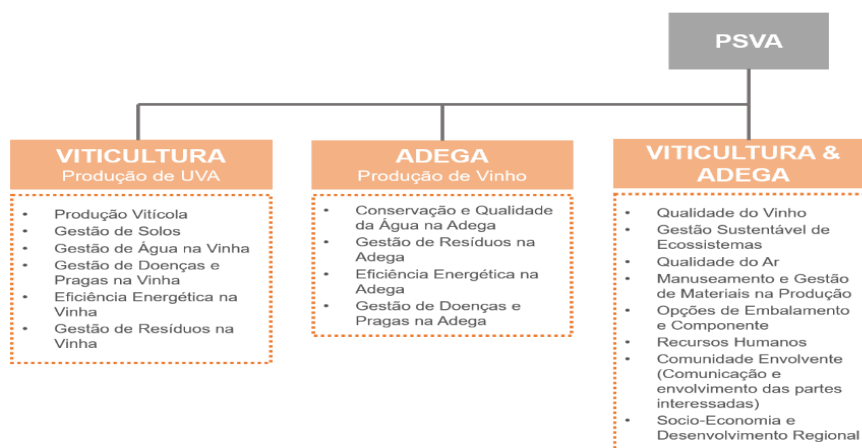 PSVA
VITICULTURA
Produção de UVA
• Produção Vitícola
• Gestão de Solos
• Gestão de Água na Vinha
• Gestão de Doenças e
Pragas na Vinha
• Eficiência Energética na
Vinha
• Gestão de Resíduos na
Vinha
ADEGA
Produção de Vinho
• Conservação e Qualidade
da Água na Adega
• Gestão de Resíduos na
Adega
• Eficiência Energética na
Adega
• Gestão de Doenças e
Pragas na Adega
VITICULTURA &
ADEGA
• Qualidade do Vinho
• Gestão Sustentável de
Ecossistemas
• Qualidade do Ar
• Manuseamento e Gestão
de Materiais na Produção
• Opções de Embalamento
e Componente
• Recursos Humanos
• Comunidade Envolvente
(Comunicação e
envolvimento das partes
interessadas)
• Socio-Economia e
Desenvolvimento Regional